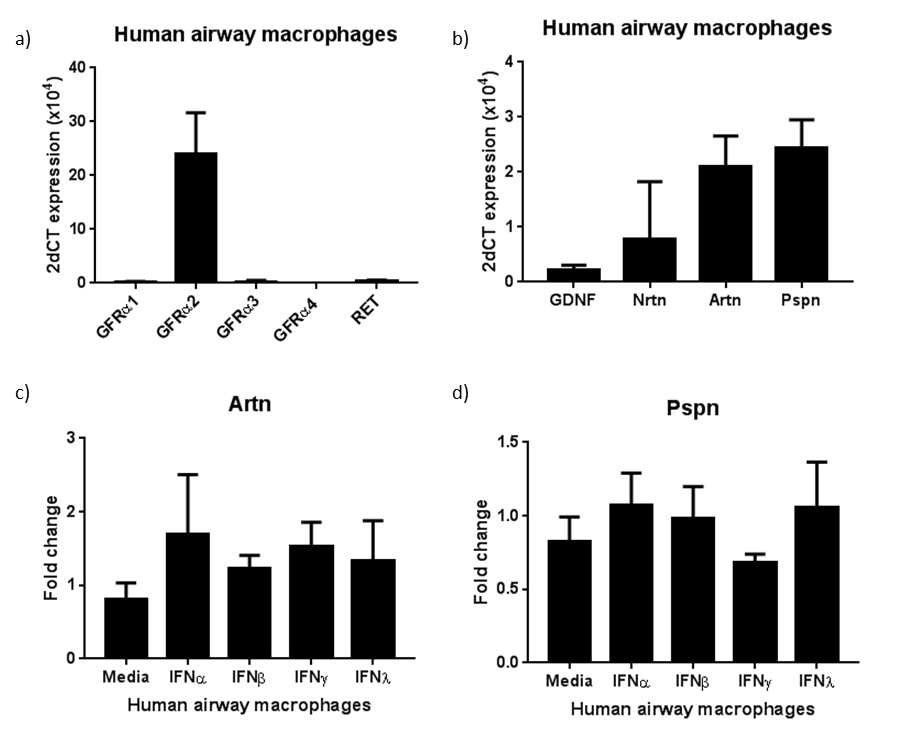 a)
Human airway macrophages
2dCT expression (x10⁴)
40
30
20
10
0
GFRα1
GFRα2
GFRα3
GFRα4
RET
b)
Human airway macrophages
2dCT expression (x10⁴)
4
3
2
1
0
GDNF Nrtn Artn Pspn
c)
Artn
Fold change
3
2
1
0
Media IFNα IFNβ IFNγ IFNλ
Human airway macrophages
d)
Pspn
Fold change
1.5
1.0
0.5
0.0
Media IFNα IFNβ IFNγ IFNλ
Human airway macrophages